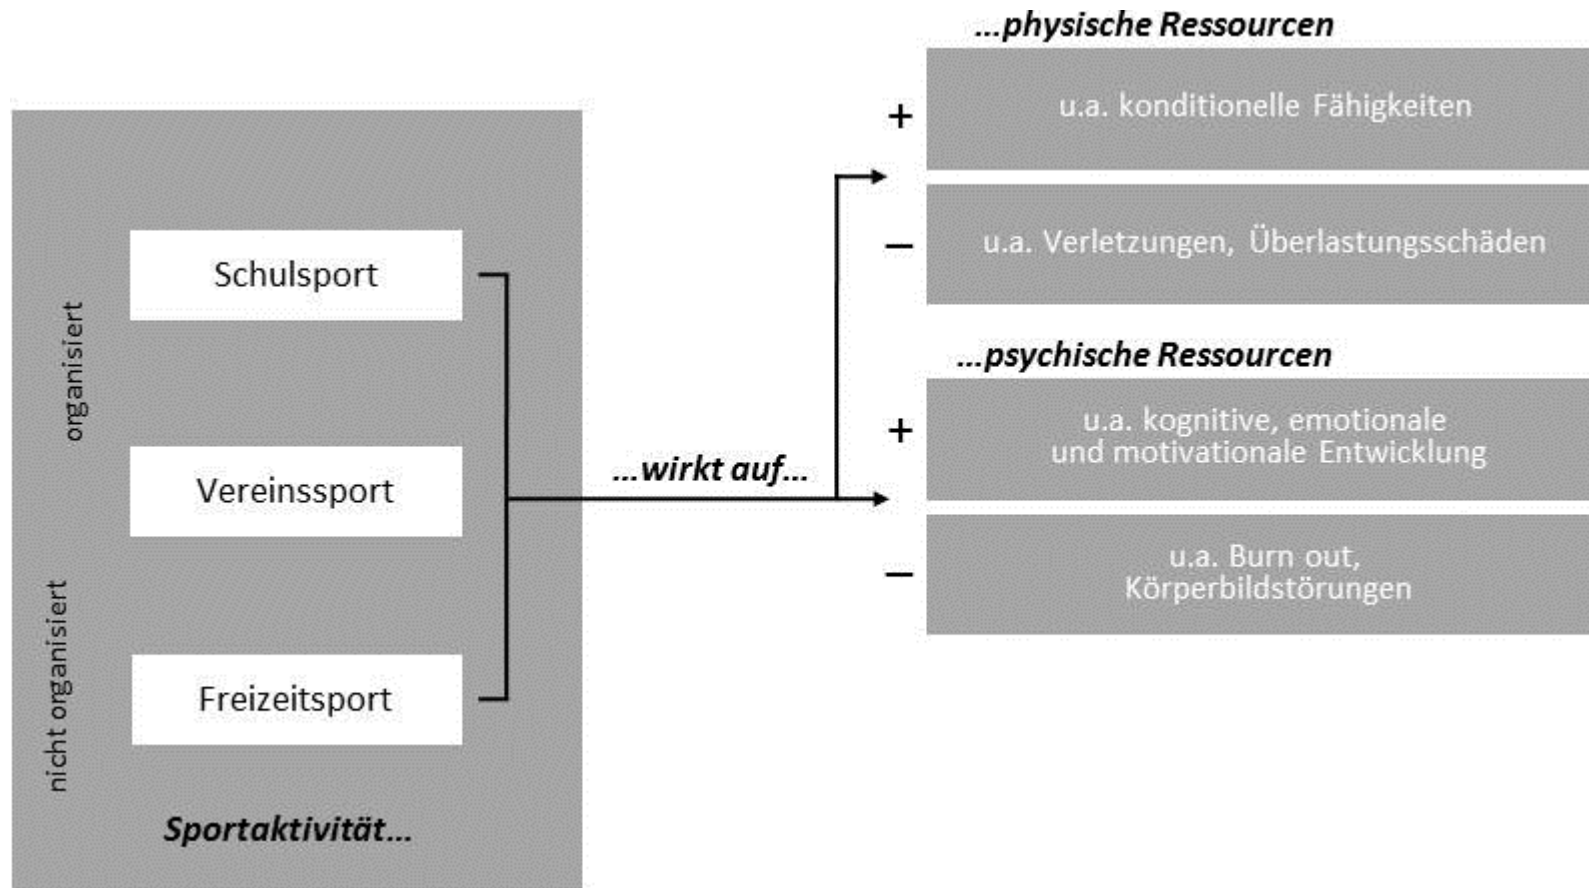 organisiert
nicht organisiert
Schulsport
Vereinssport
Freizeitsport
Sportaktivität...
...wirkt auf...
...physische Ressourcen
+
u.a. konditionelle Fähigkeiten
–
u.a. Verletzungen, Überlastungsschäden
...psychische Ressourcen
+
u.a. kognitive, emotionale
und motivationale Entwicklung
–
u.a. Burn out,
Körperbildstörungen